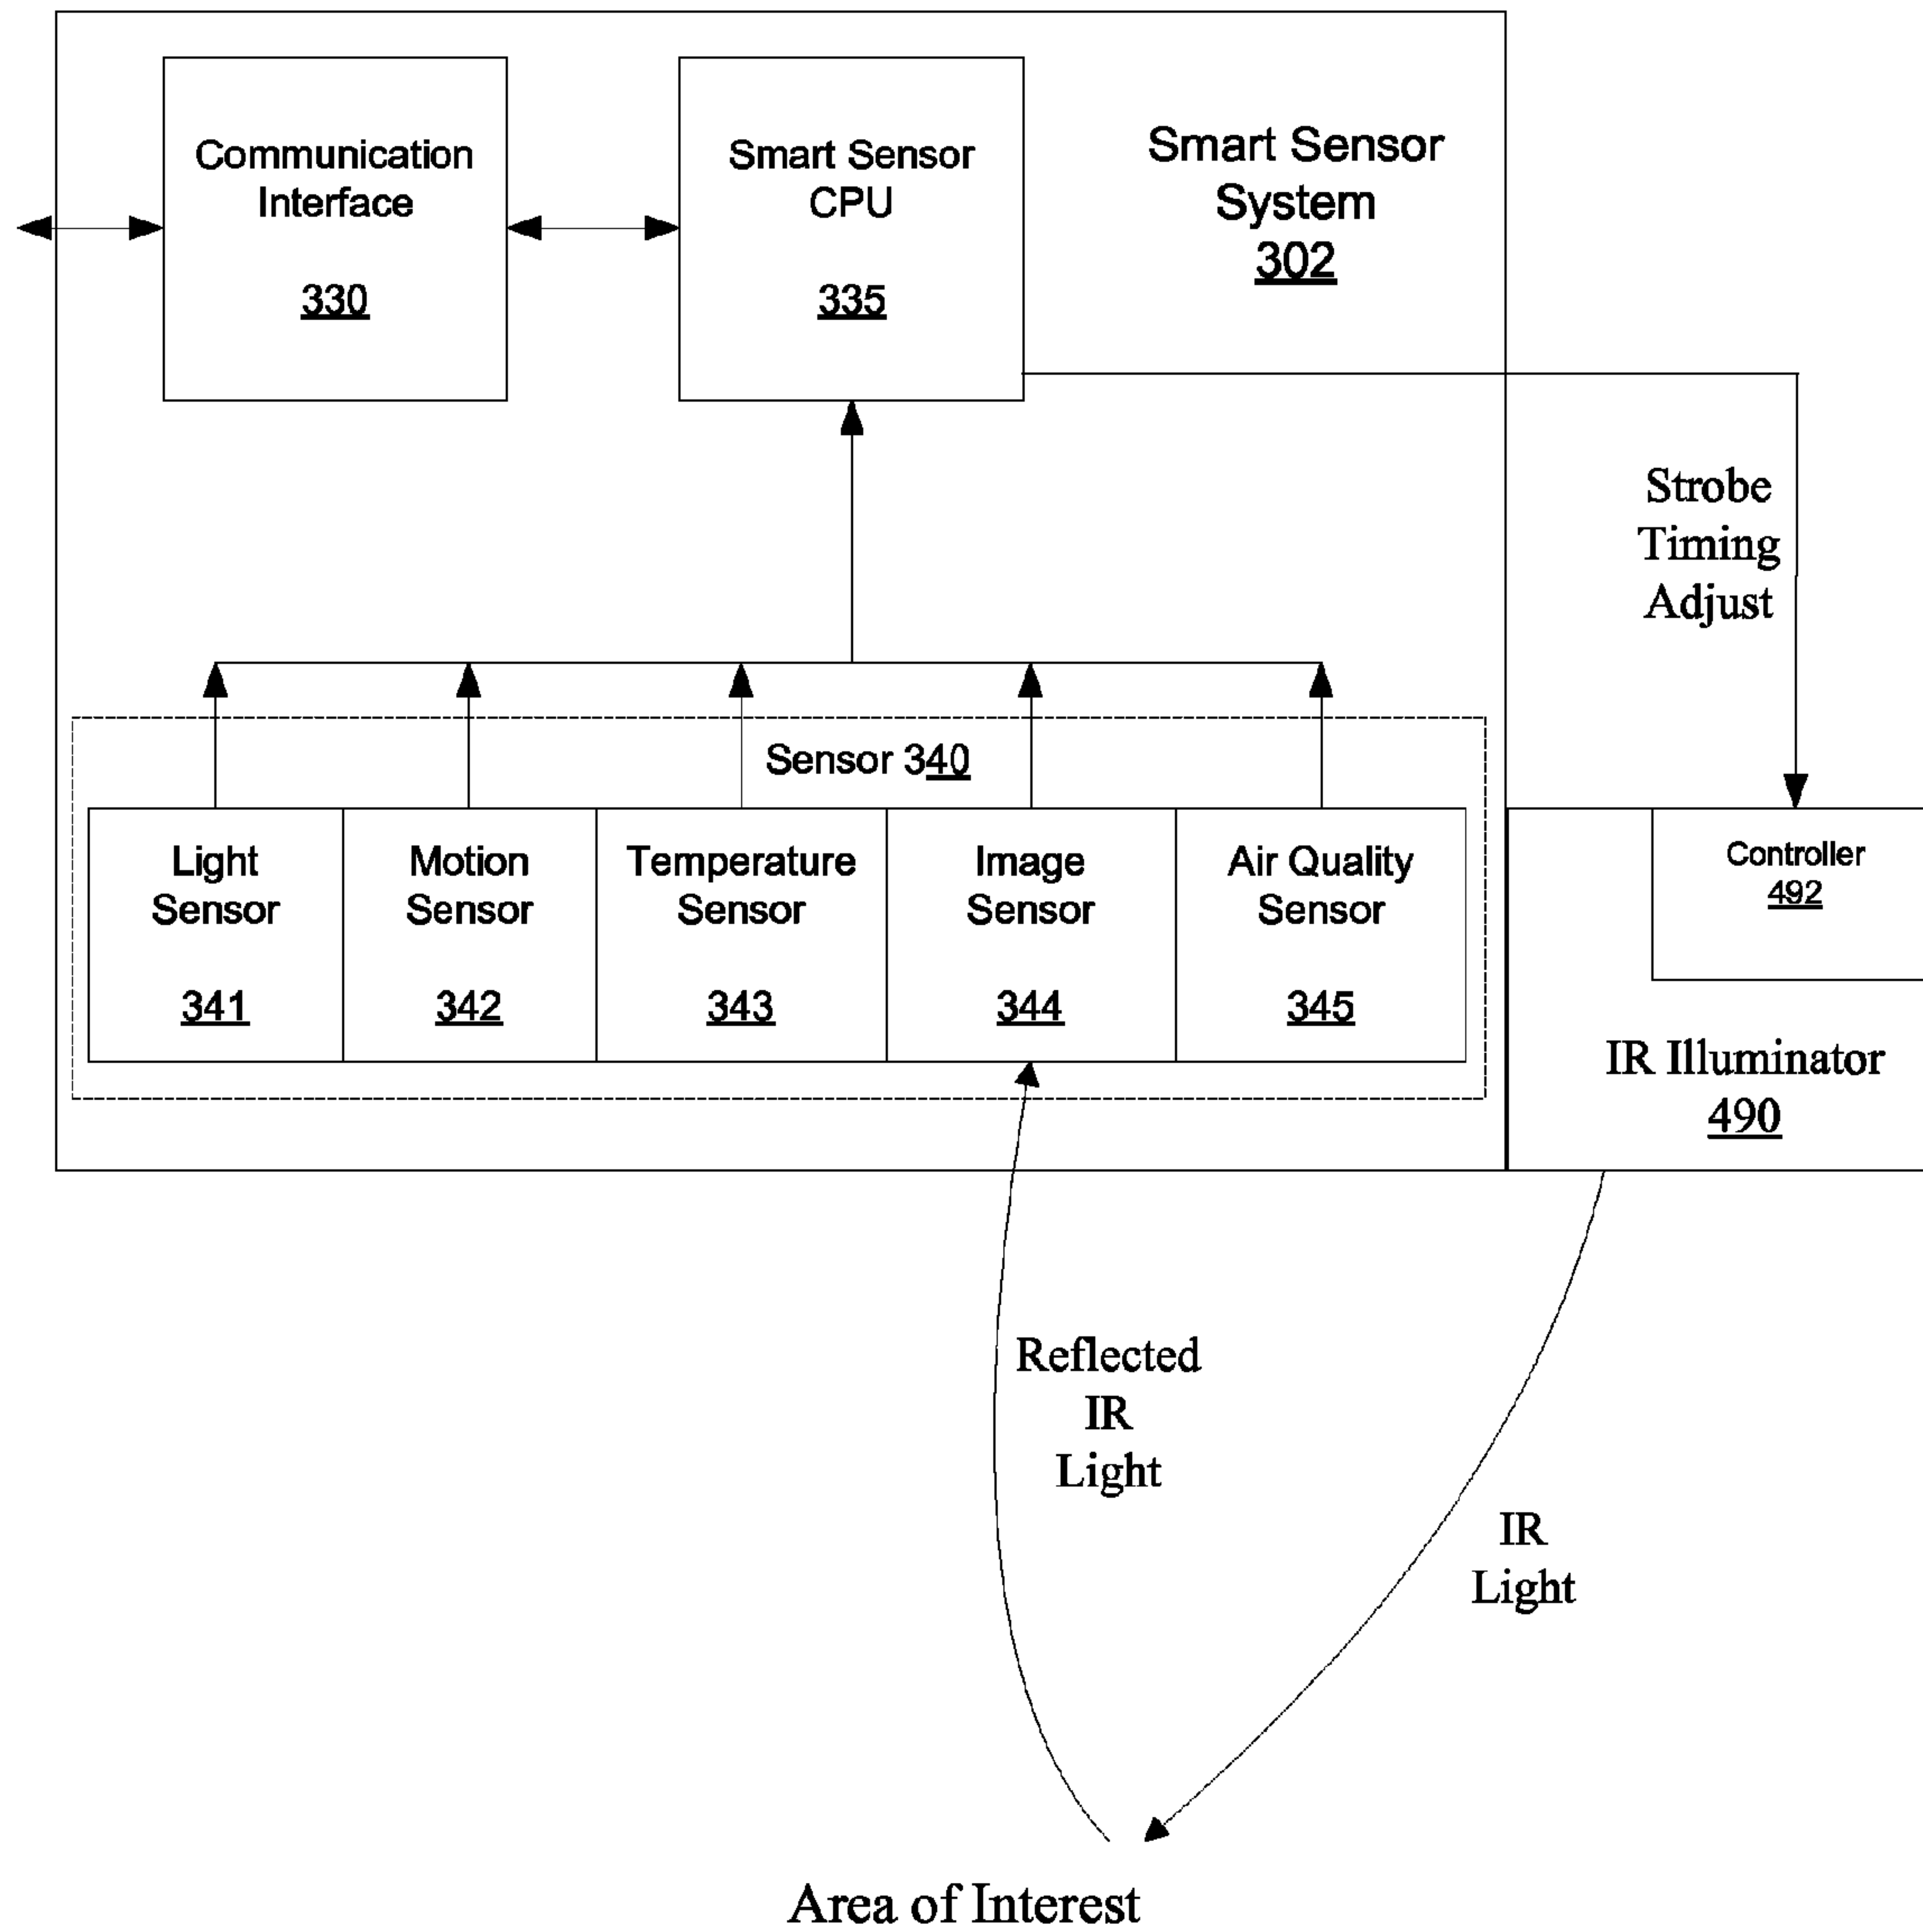 Communication
Interface
330
Smart Sensor
CPU
335
Smart Sensor
System
302
Strobe
Timing
Adjust
Sensor 340
Light
Sensor
341
Motion
Sensor
342
Temperature
Sensor
343
Image
Sensor
344
Air Quality
Sensor
345
Controller
492
IR Illuminator
490
Reflected
IR
Light
IR
Light
Area of Interest